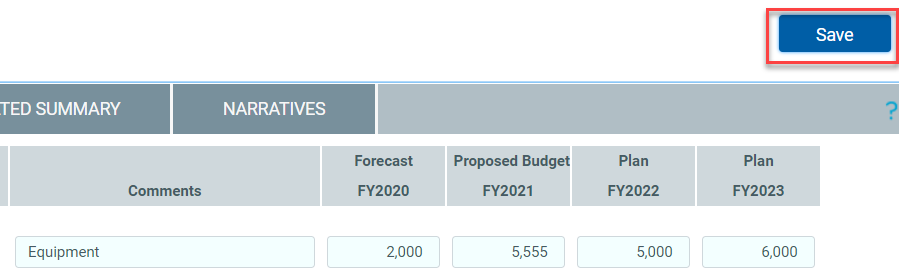 Save
TED SUMMARY
NARRATIVES
?
Forecast Proposed Budget Plan Plan
Comments FY2020 FY2021 FY2022 FY2023
Equipment 2,000 5,555 5,000 6,000